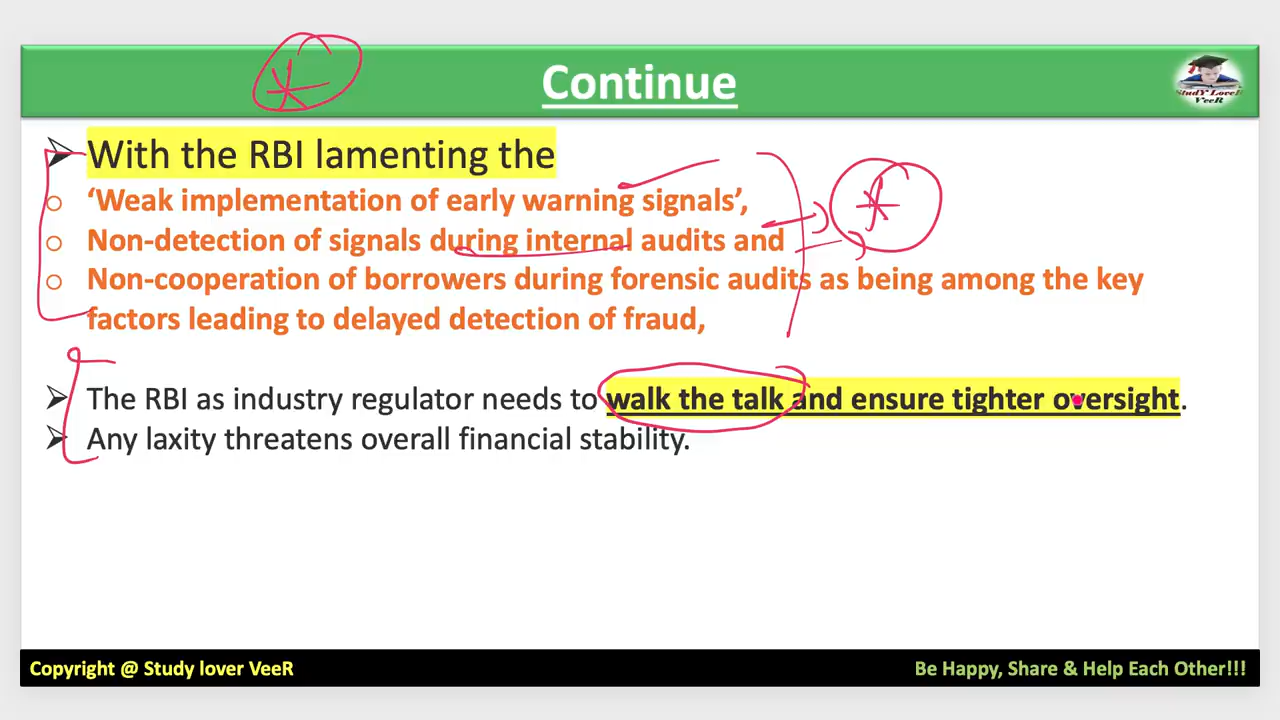 Continue
StudY LoveR
VeeR
➢ With the RBI lamenting the
o ‘Weak implementation of early warning signals’,
o Non-detection of signals during internal audits and
o Non-cooperation of borrowers during forensic audits as being among the key
factors leading to delayed detection of fraud,
➢ The RBI as industry regulator needs to walk the talk and ensure tighter oversight.
➢ Any laxity threatens overall financial stability.
Copyright @ Study lover VeeR
Be Happy, Share & Help Each Other!!!